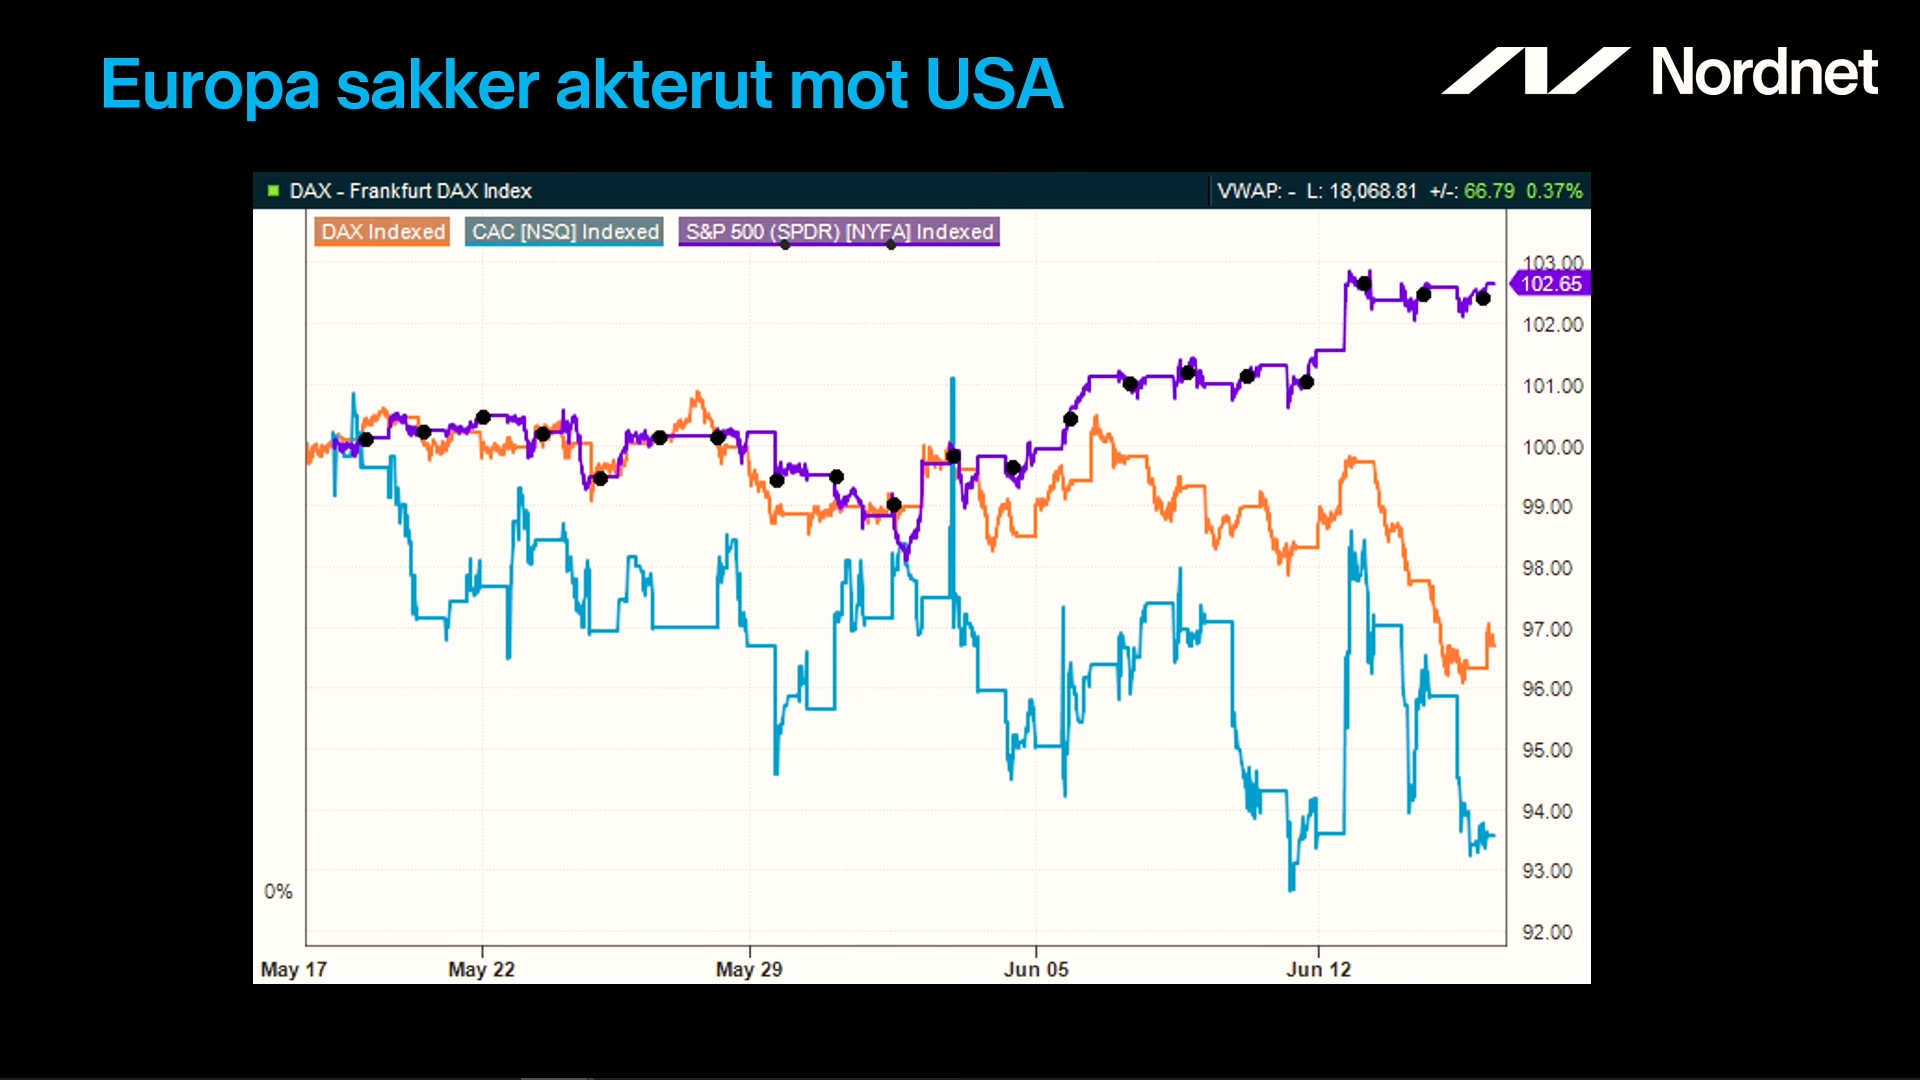 Europa sakker akterut mot USA
Nordnet
DAX - Frankfurt DAX Index
VWAP: - L: 18,068.81 +/-: 66.79 0.37%
DAX Indexed
CAC [NSQ] Indexed
S&P 500 (SPDR) [NYFA] Indexed
103.00
102.65
102.00
101.00
100.00
99.00
98.00
97.00
96.00
95.00
94.00
93.00
92.00
0%
May 17
May 22
May 29
Jun 05
Jun 12